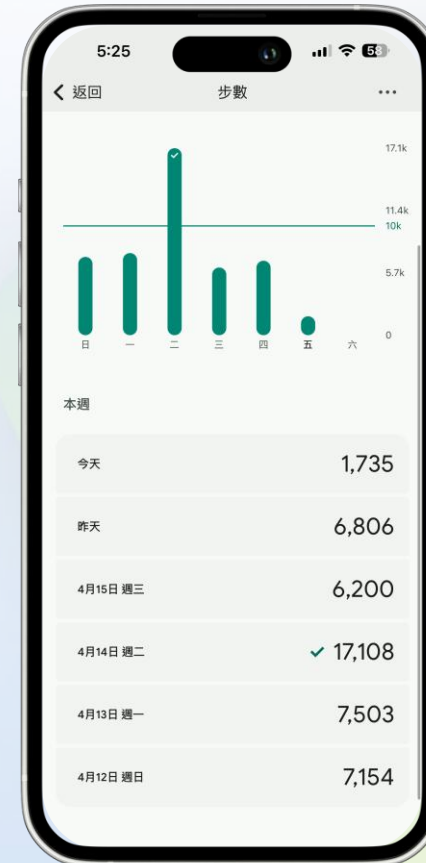 5:25
58
返回
步數
17.1k
11.4k
10k
5.7k
0
日 一 二 三 四 五 六
本週
今天 1,735
昨天 6,806
4月15日 週三 6,200
4月14日 週二 17,108
4月13日 週一 7,503
4月12日 週日 7,154